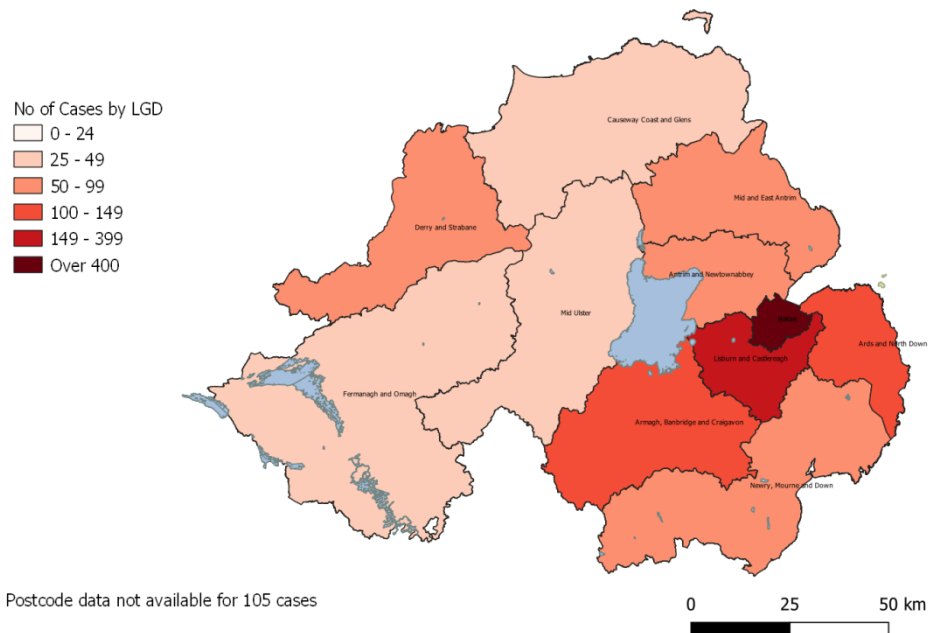 No of Cases by LGD
0 - 24
25 - 49
50 - 99
100 - 149
149 - 399
Over 400
Causeway Coast and Glens
Mid and East Antrim
Derry and Strabane
Antrim and Newtownabbey
Mid Ulster
Belfast
Lisburn and Castlereagh
Ards and North Down
Fermanagh and Omagh
Armagh, Banbridge and Craigavon
Newry, Mourne and Down
Postcode data not available for 105 cases
0 25 50 km